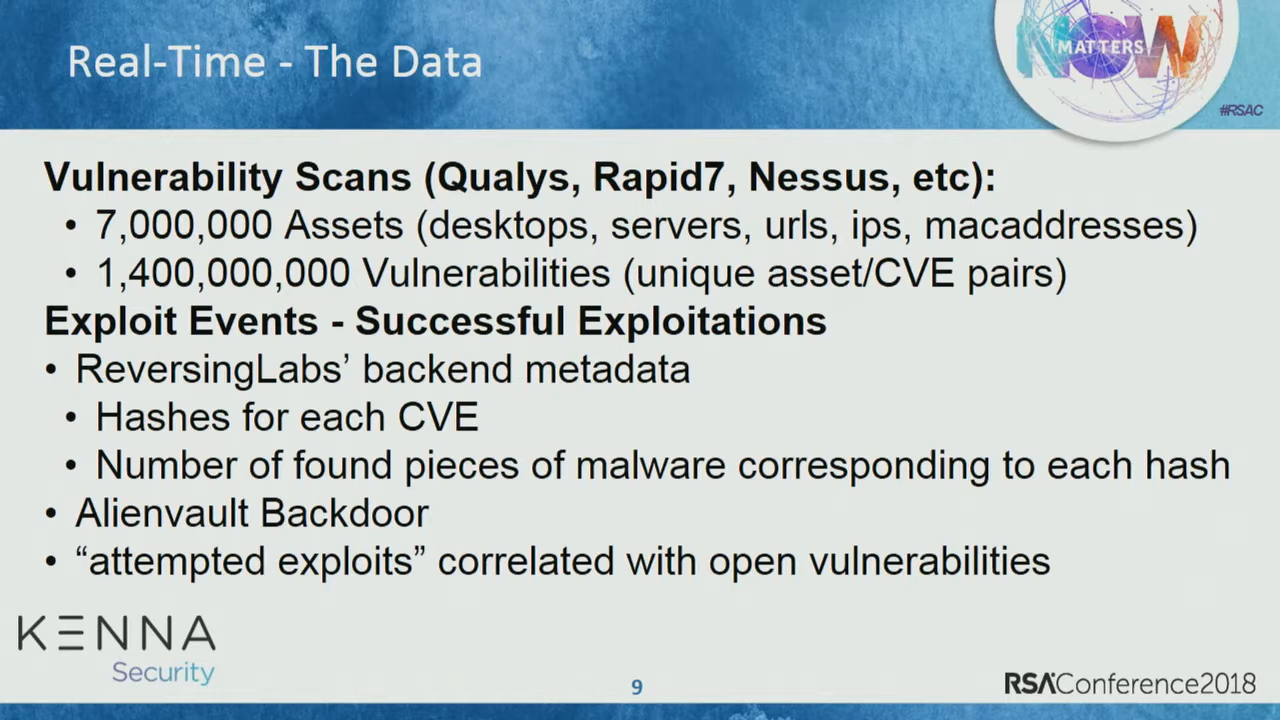 Real-Time - The Data
NOW
MATTERS
#RSAC
Vulnerability Scans (Qualys, Rapid7, Nessus, etc):
• 7,000,000 Assets (desktops, servers, urls, ips, macaddresses)
• 1,400,000,000 Vulnerabilities (unique asset/CVE pairs)
Exploit Events - Successful Exploitations
• ReversingLabs’ backend metadata
• Hashes for each CVE
• Number of found pieces of malware corresponding to each hash
• Alienvault Backdoor
• “attempted exploits” correlated with open vulnerabilities
KENNA
Security
9
RSAConference2018